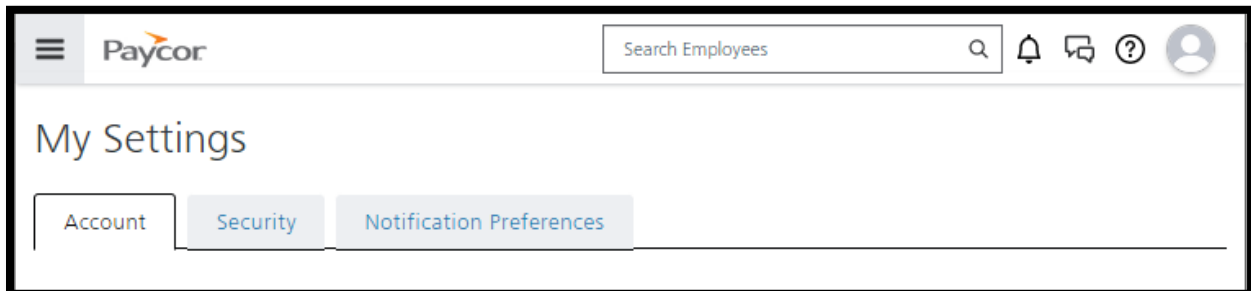 Paycor
Search Employees
My Settings
Account
Security
Notification Preferences